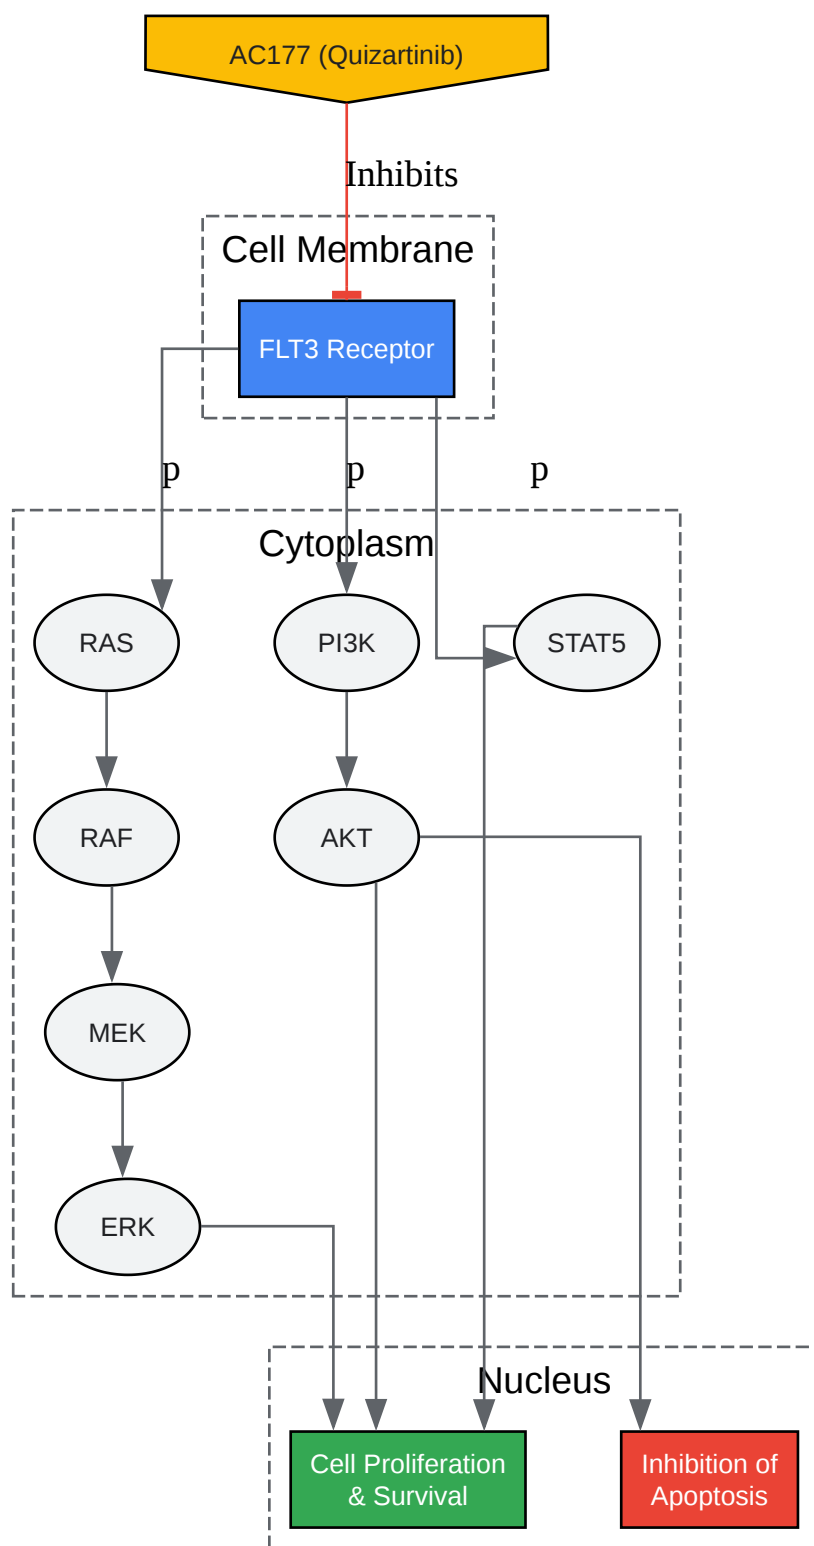 AC177 (Quizartinib)
Inhibits
Cell Membrane
FLT3 Receptor
p
p
p
Cytoplasm
RAS
PI3K
STAT5
RAF
AKT
MEK
ERK
Nucleus
Cell Proliferation
& Survival
Inhibition of
Apoptosis